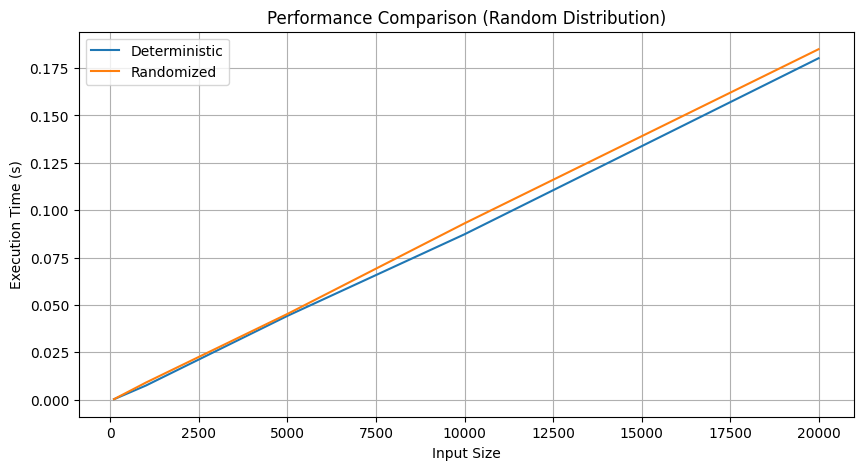 Performance Comparison (Random Distribution)
Deterministic
Randomized
0.175
0.150
0.125
0.100
0.075
0.050
0.025
0.000
Execution Time (s)
0 2500 5000 7500 10000 12500 15000 17500 20000
Input Size